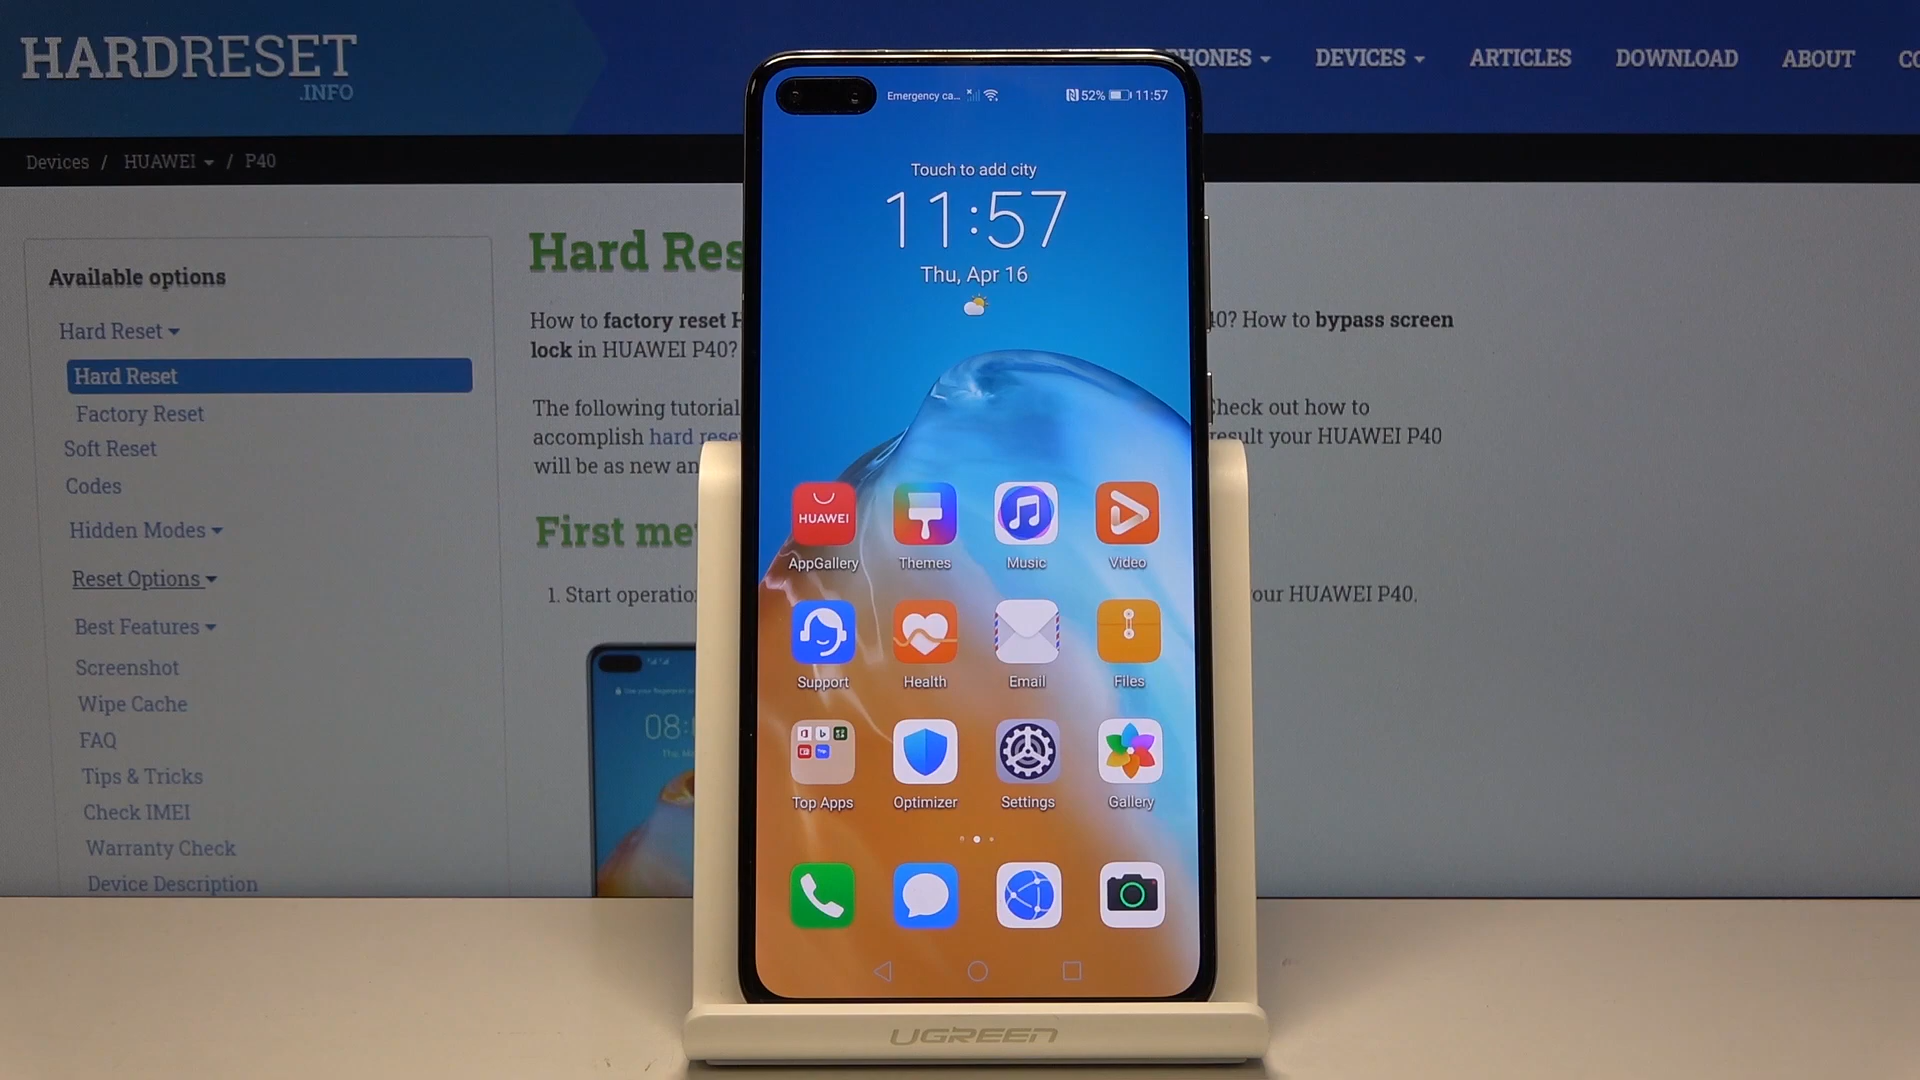 HARDRESET
.INFO
PHONES
DEVICES
ARTICLES
DOWNLOAD
ABOUT
Devices / HUAWEI / P40
Available options
Hard Reset
Hard Reset
Factory Reset
Soft Reset
Codes
Hidden Modes
Reset Options
Best Features
Screenshot
Wipe Cache
FAQ
Tips & Tricks
Check IMEI
Warranty Check
Device Description
Hard Res
How to factory reset H
lock in HUAWEI P40?
The following tutorial
accomplish hard rese
will be as new an
First me
1. Start operatio
40? How to bypass screen
Check out how to
result your HUAWEI P40
your HUAWEI P40.
Emergency ca...
52%
11:57
Touch to add city
11:57
Thu, Apr 16
HUAWEI
AppGallery
Themes
Music
Video
Support
Health
Email
Files
Top Apps
Optimizer
Settings
Gallery
UGREEN